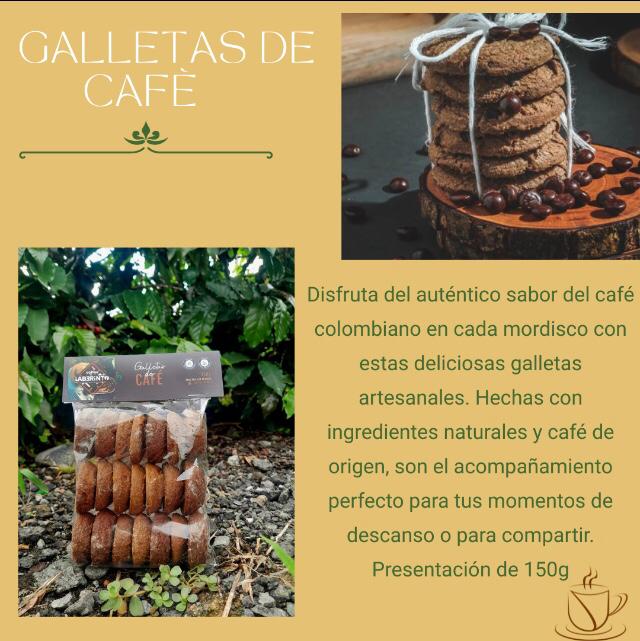 GALLETAS DE
CAFÈ
LABERINTO
Galletas
de
CAFÉ
Disfruta del auténtico sabor del café
colombiano en cada mordisco con
estas deliciosas galletas
artesanales. Hechas con
ingredientes naturales y café de
origen, son el acompañamiento
perfecto para tus momentos de
descanso o para compartir.
Presentación de 150g